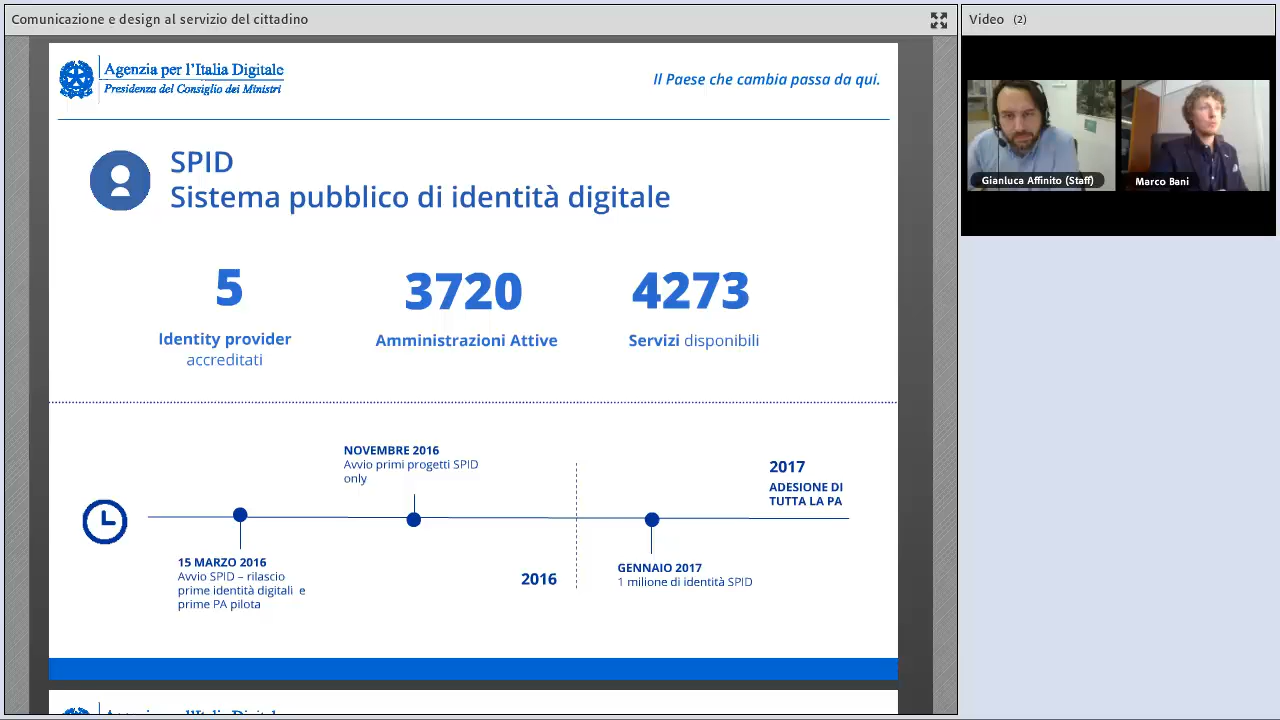 Comunicazione e design al servizio del cittadino
Video (2)
Agenzia per l'Italia Digitale
Presidenza del Consiglio dei Ministri
Il Paese che cambia passa da qui.
Gianluca Affinito (Staff)
Marco Bani
SPID
Sistema pubblico di identità digitale
5
Identity provider
accreditati
3720
Amministrazioni Attive
4273
Servizi disponibili
NOVEMBRE 2016
Avvio primi progetti SPID
only
2017
ADESIONE DI
TUTTA LA PA
15 MARZO 2016
Avvio SPID – rilascio
prime identità digitali e
prime PA pilota
2016
GENNAIO 2017
1 milione di identità SPID
Agenzia per l'Italia Digitale